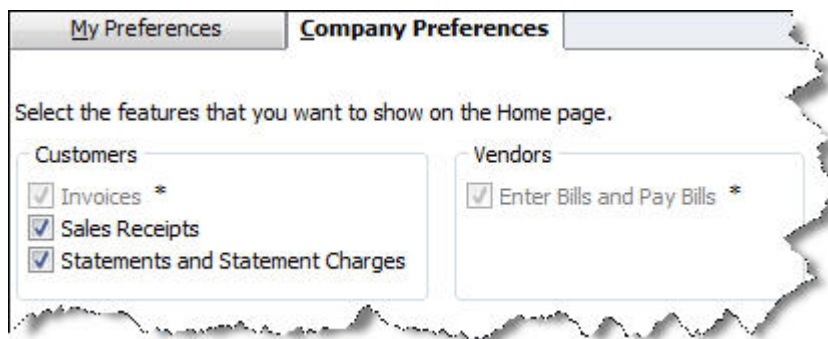 My Preferences
Company Preferences
Select the features that you want to show on the Home page.
Customers
Invoices *
Sales Receipts
Statements and Statement Charges
Vendors
Enter Bills and Pay Bills *